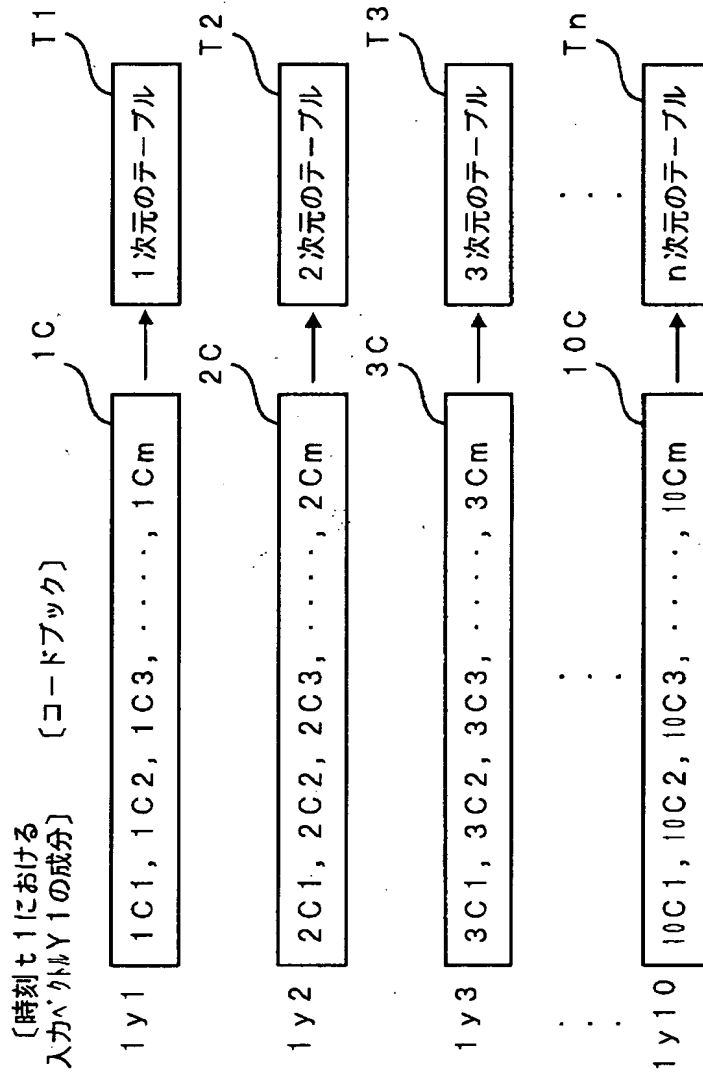 〔時刻t1における
入力ベクトルY1の成分〕
〔コードブック〕
1y1
1C1, 1C2, 1C3, ·····, 1Cm
1C
1次元のテーブル
T1
1y2
2C1, 2C2, 2C3, ·····, 2Cm
2C
2次元のテーブル
T2
1y3
3C1, 3C2, 3C3, ·····, 3Cm
3C
3次元のテーブル
T3
· · ·
· · ·
· · ·
1y10
10C1, 10C2, 10C3, ·····, 10Cm
10C
n次元のテーブル
Tn